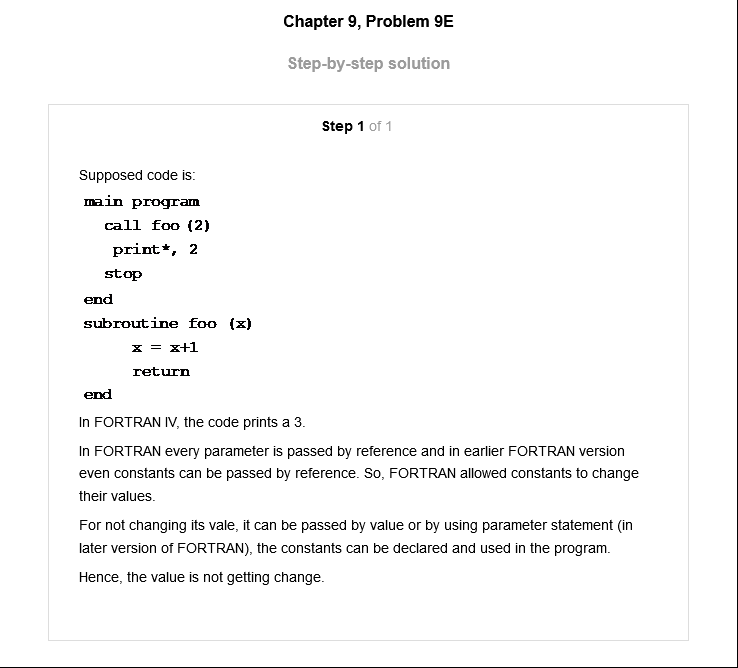 Chapter 9, Problem 9E
Step-by-step solution
Step 1 of 1
Supposed code is:
main program
call foo (2)
print*, 2
stop
end
subroutine foo (x)
x = x+1
return
end
In FORTRAN IV, the code prints a 3.
In FORTRAN every parameter is passed by reference and in earlier FORTRAN version
even constants can be passed by reference. So, FORTRAN allowed constants to change
their values.
For not changing its vale, it can be passed by value or by using parameter statement (in
later version of FORTRAN), the constants can be declared and used in the program.
Hence, the value is not getting change.